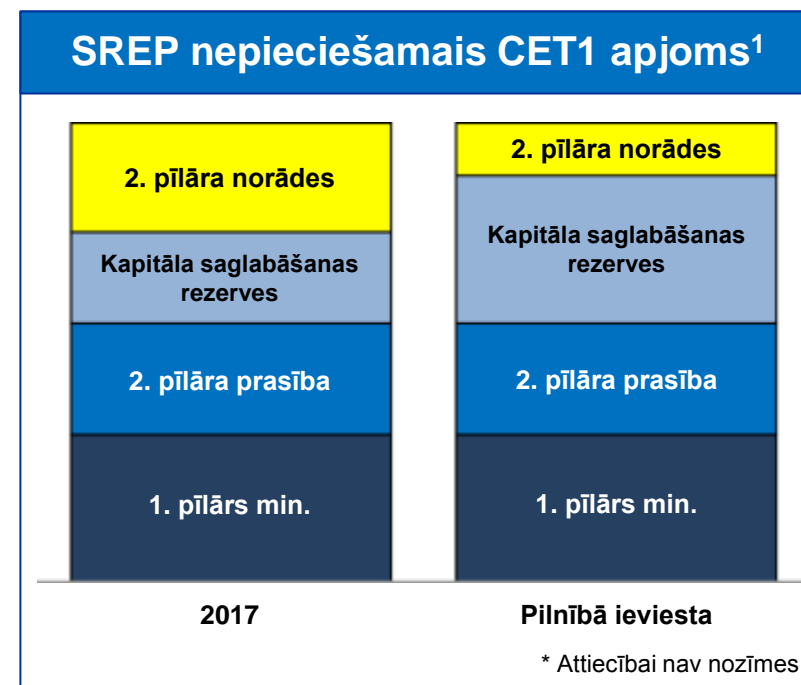 SREP nepieciešamais CET1 apjoms¹
2. pīlāra norādes
Kapitāla saglabāšanas
rezerves
2. pīlāra prasība
1. pīlārs min.
2017
2. pīlāra norādes
Kapitāla saglabāšanas
rezerves
2. pīlāra prasība
1. pīlārs min.
Pilnībā ieviesta
* Attiecībai nav nozīmes